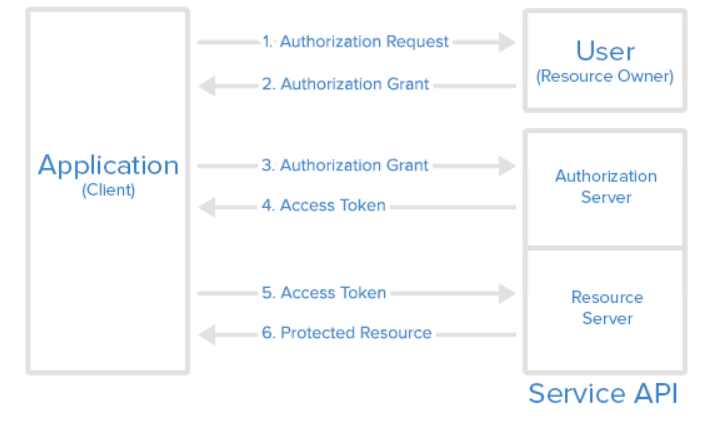 Application
(Client)
1. Authorization Request
2. Authorization Grant
User
(Resource Owner)
3. Authorization Grant
4. Access Token
Authorization
Server
5. Access Token
6. Protected Resource
Resource
Server
Service API